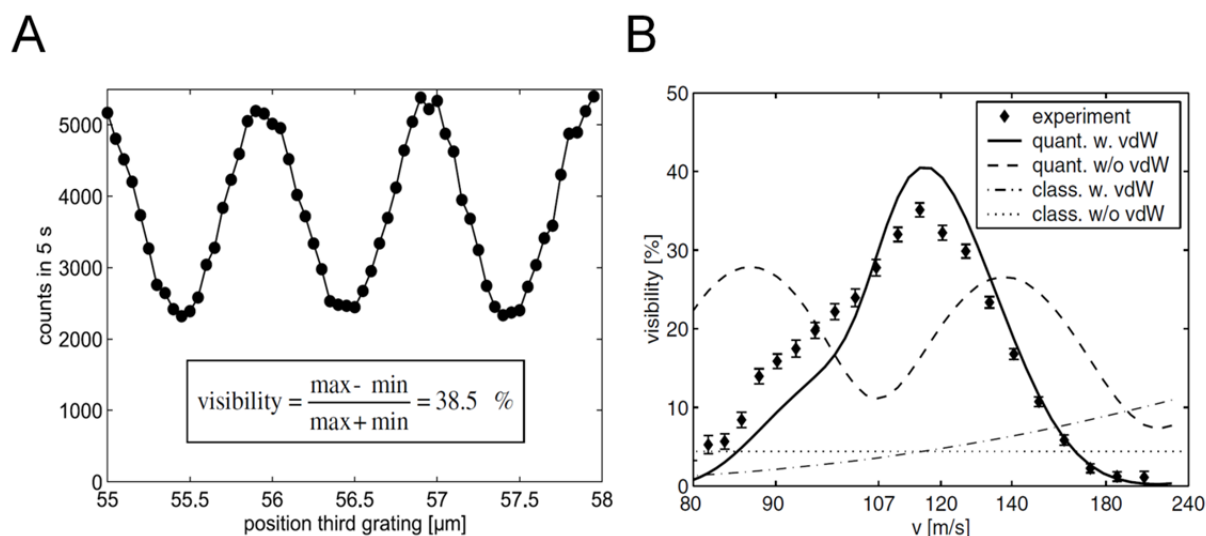 A
5000
4000
3000
2000
1000
0
counts in 5 s
visibility = max- min / max+ min = 38.5 %
55 55.5 56 56.5 57 57.5 58
position third grating [µm]
B
50
40
30
20
10
0
visibility [%]
experiment
quant. w. vdW
quant. w/o vdW
class. w. vdW
class. w/o vdW
80 90 107 120 140 180 240
v [m/s]